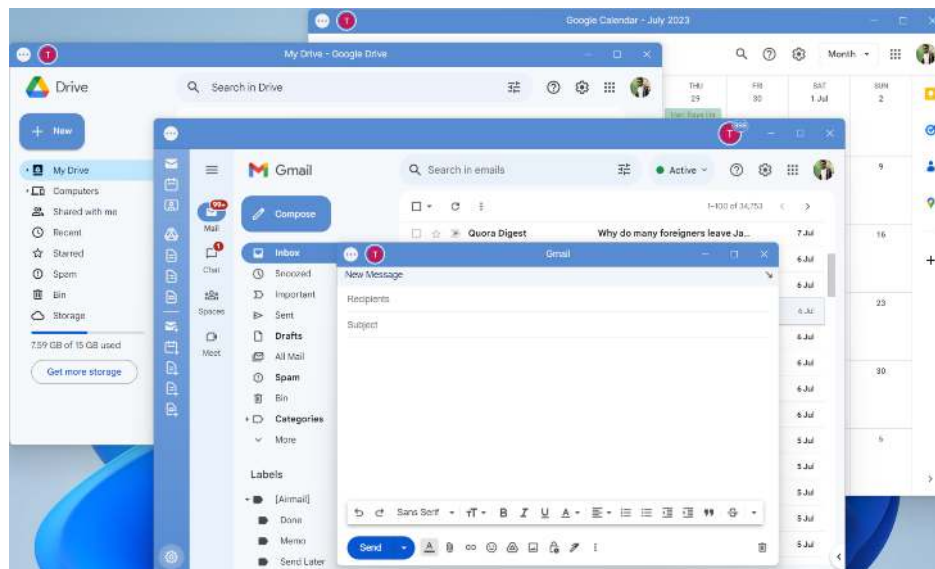 T
Google Calendar - July 2023
Month
THU
FRI
SAT
SUN
29
30
1 Jul
2
9
16
23
30
T
My Drive - Google Drive
Drive
Search in Drive
New
My Drive
Computers
Shared with me
Recent
Starred
Spam
Bin
Storage
7.59 GB of 15 GB used
Get more storage
T
99+
Mail
Chat
Spaces
Meet
Gmail
Search in emails
Active
Compose
1–100 of 34,753
Quora Digest
Why do many foreigners leave Ja...
7 Jul
Inbox
Snoozed
Important
Sent
Drafts
All Mail
Spam
Bin
Categories
More
Labels
[Airmail]
Done
Memo
Send Later
6 Jul
6 Jul
6 Jul
6 Jul
6 Jul
6 Jul
6 Jul
5 Jul
5 Jul
5 Jul
5 Jul
5 Jul
T
Gmail
New Message
Recipients
Subject
Sans Serif
Send